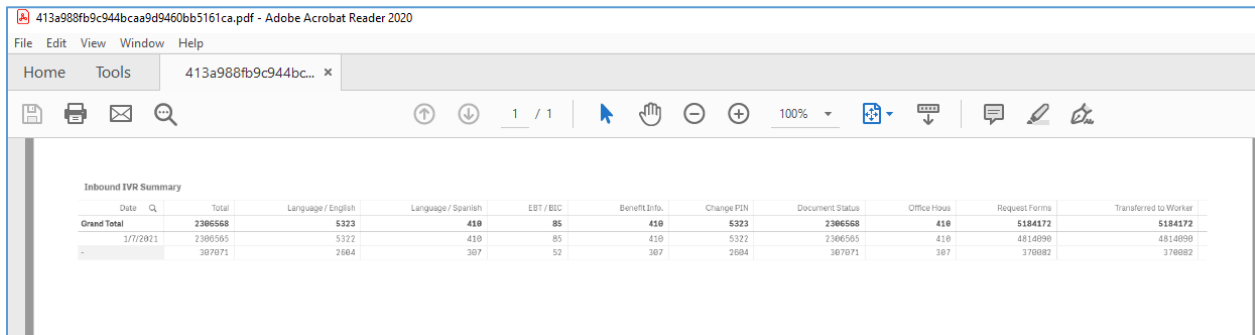 413a988fb9c944bcaa9d9460bb5161ca.pdf - Adobe Acrobat Reader 2020
File Edit View Window Help
Home Tools 413a988fb9c944bc... ×
1 / 1 100%
Inbound IVR Summary
Date Total Language / English Language / Spanish EBT / BIC Benefit Info. Change PIN Document Status Office Hous Request Forms Transferred to Worker
Grand Total 2306568 5323 410 85 410 5323 2306568 410 5184172 5184172
1/7/2021 2306565 5322 410 85 410 5322 2306565 410 4814090 4814090
- 307071 2604 307 52 307 2604 307071 307 370082 370082